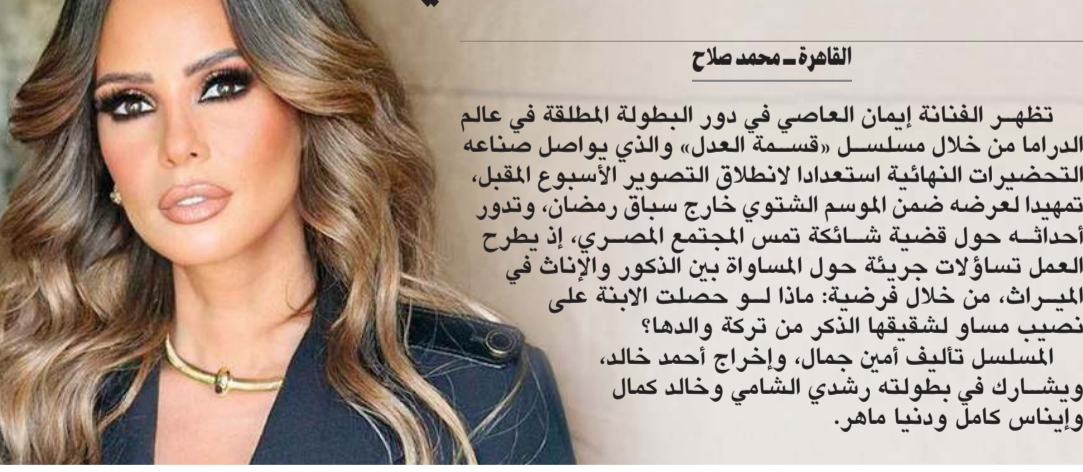 القاهرة ــ محمد صلاح
تظهر الفنانة إيمان العاصي في دور البطولة المطلقة في عالم
الدراما من خلال مسلسل «قسمة العدل» والذي يواصل صناعه
التحضيرات النهائية استعدادا لانطلاق التصوير الأسبوع المقبل،
تمهيدا لعرضه ضمن الموسم الشتوي خارج سباق رمضان، وتدور
أحداثه حول قضية شائكة تمس المجتمع المصري، إذ يطرح
العمل تساؤلات جريئة حول المساواة بين الذكور والإناث في
الميراث، من خلال فرضية: ماذا لو حصلت الابنة على
نصيب مساو لشقيقها الذكر من تركة والدها؟
المسلسل تأليف أمين جمال، وإخراج أحمد خالد،
ويشارك في بطولته رشدي الشامي وخالد كمال
وإيناس كامل ودنيا ماهر.